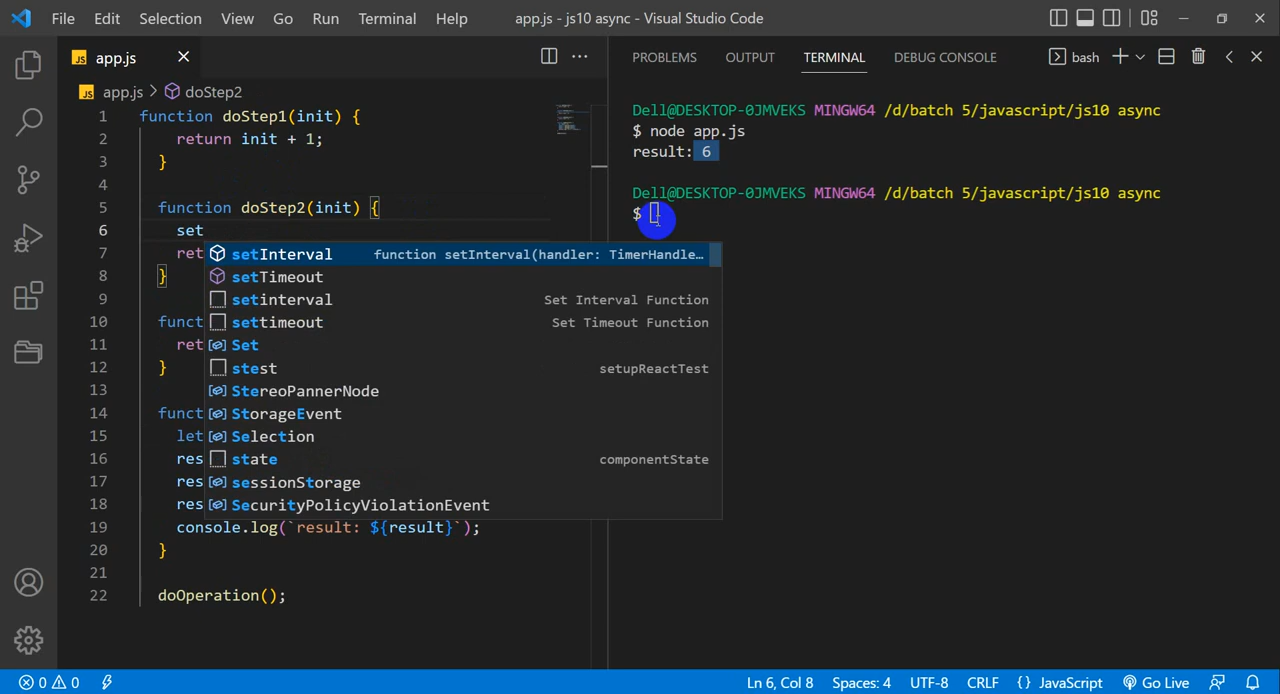 File Edit Selection View Go Run Terminal Help app.js - js10 async - Visual Studio Code
JS app.js
JS app.js > doStep2
1 function doStep1(init) {
2 return init + 1;
3 }
4
5 function doStep2(init) {
6 set
7 ret
8 }
9
10 funct
11 ret
12 }
13
14 funct
15 let
16 res
17 res
18 res
19 console.log(`result: ${result}`);
20 }
21
22 doOperation();
setInterval function setInterval(handler: TimerHandle…
setTimeout
setinterval Set Interval Function
settimeout Set Timeout Function
Set
stest setupReactTest
StereoPannerNode
StorageEvent
Selection
state componentState
sessionStorage
SecurityPolicyViolationEvent
PROBLEMS OUTPUT TERMINAL DEBUG CONSOLE bash
Dell@DESKTOP-0JMVEKS MINGW64 /d/batch 5/javascript/js10 async
$ node app.js
result: 6
Dell@DESKTOP-0JMVEKS MINGW64 /d/batch 5/javascript/js10 async
$
0 0 Ln 6, Col 8 Spaces: 4 UTF-8 CRLF {} JavaScript Go Live